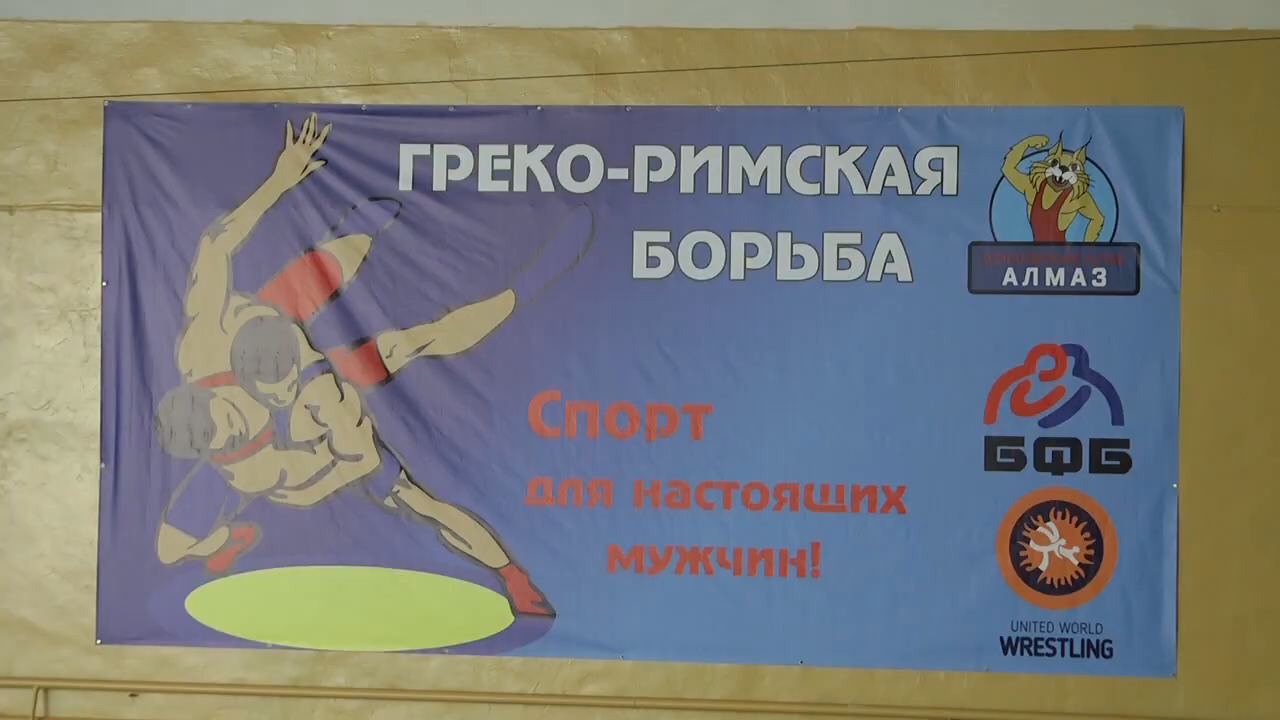 ГРЕКО-РИМСКАЯ
БОРЬБА
Спорт
для настоящих
мужчин!
АЛМАЗ
БФБ
UNITED WORLD
WRESTLING